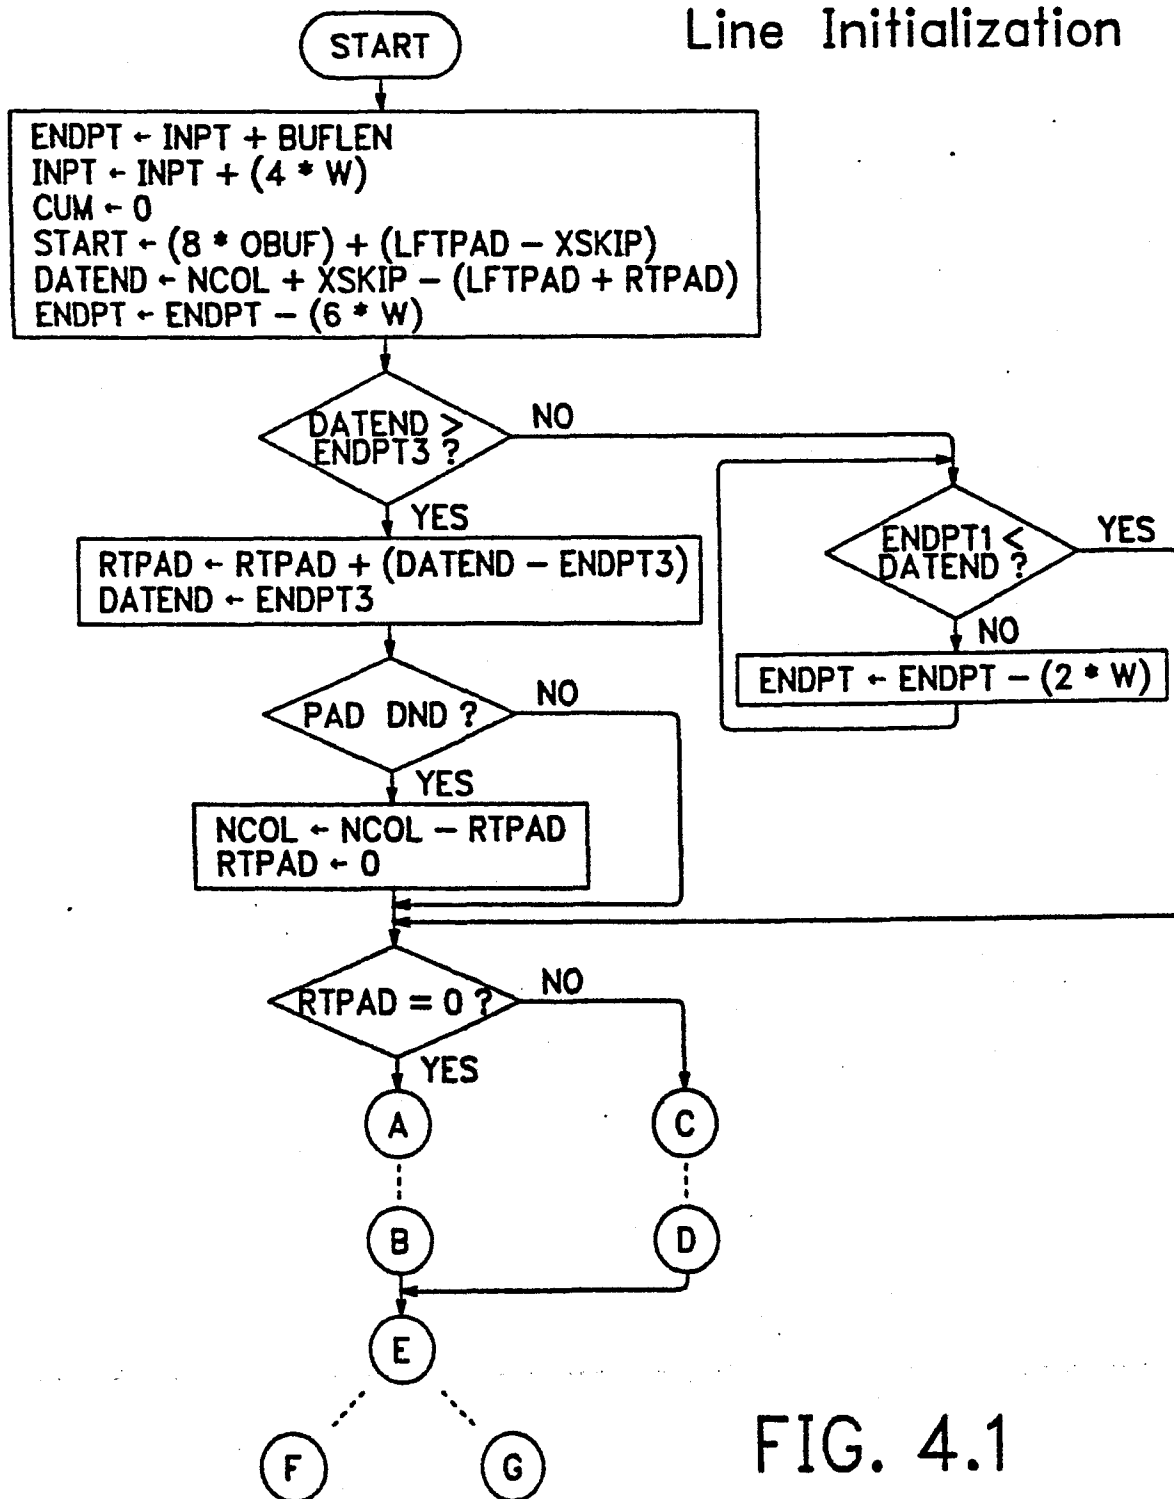 Line Initialization
START
ENDPT ← INPT + BUFLEN
INPT ← INPT + (4 * W)
CUM ← 0
START ← (8 * OBUF) + (LFTPAD - XSKIP)
DATEND ← NCOL + XSKIP - (LFTPAD + RTPAD)
ENDPT ← ENDPT - (6 * W)
DATEND >
ENDPT3 ?
NO
YES
ENDPT1 <
DATEND ?
YES
NO
ENDPT ← ENDPT - (2 * W)
RTPAD ← RTPAD + (DATEND - ENDPT3)
DATEND ← ENDPT3
PAD DND ?
NO
YES
NCOL ← NCOL - RTPAD
RTPAD ← 0
RTPAD = 0 ?
NO
YES
A
C
B
D
E
F
G
FIG. 4.1